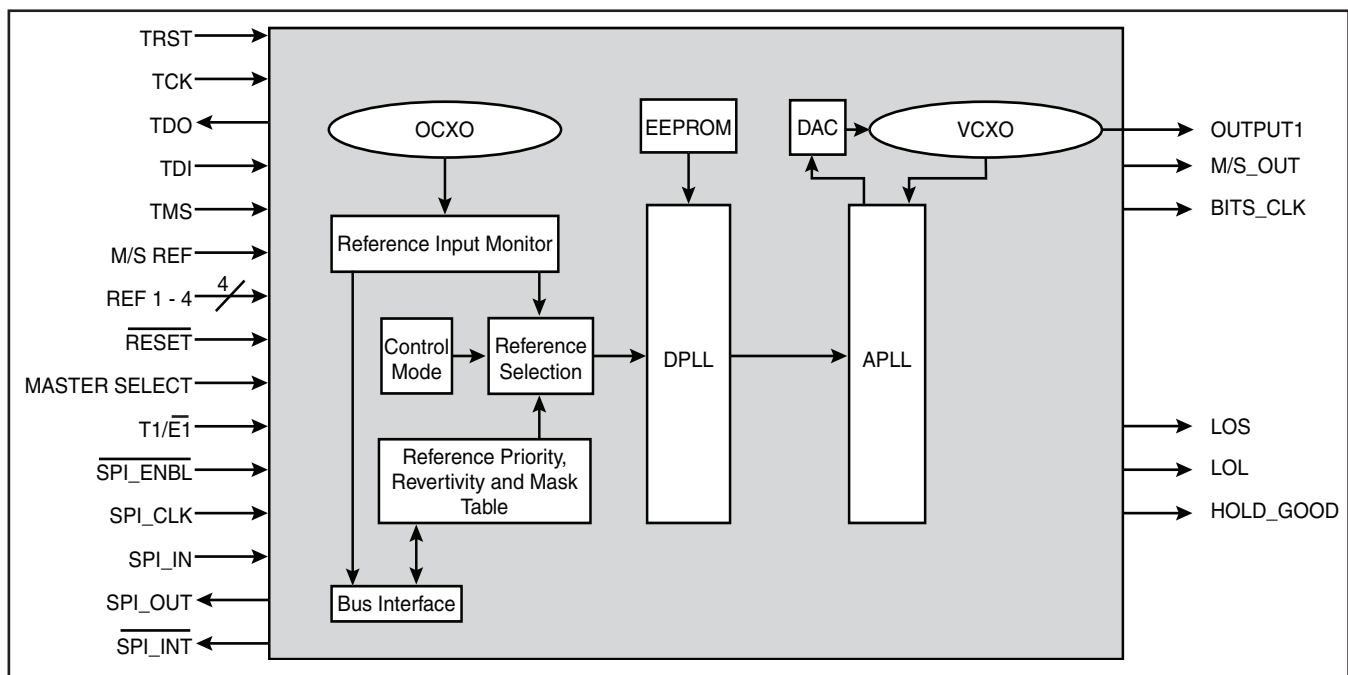 TRST
TCK
TDO
TDI
TMS
M/S REF
REF 1 - 4
4
RESET
MASTER SELECT
T1/E1
SPI_ENBL
SPI_CLK
SPI_IN
SPI_OUT
SPI_INT
OCXO
Reference Input Monitor
Control
Mode
Reference
Selection
Reference Priority,
Revertivity and Mask
Table
Bus Interface
EEPROM
DPLL
DAC
VCXO
APLL
OUTPUT1
M/S_OUT
BITS_CLK
LOS
LOL
HOLD_GOOD